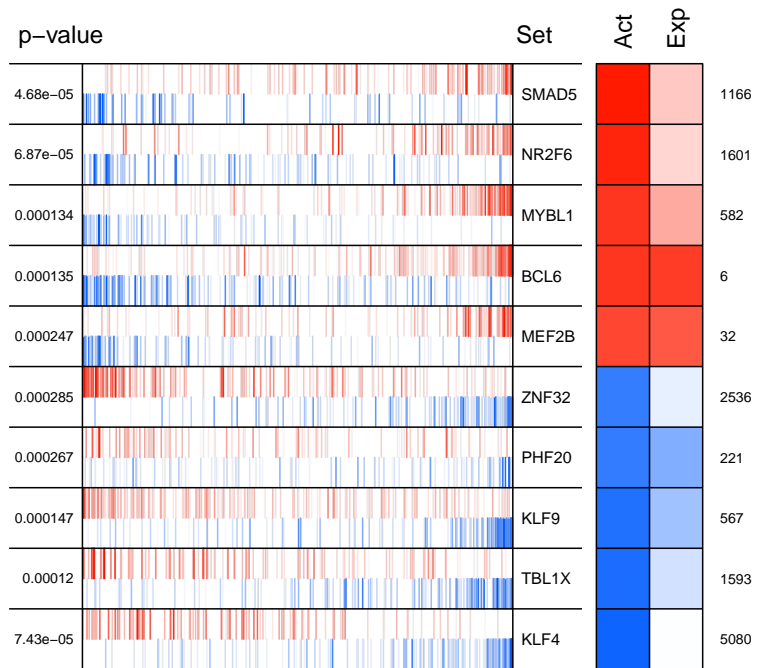 p−value Set Act Exp
4.68e−05 SMAD5 1166
6.87e−05 NR2F6 1601
0.000134 MYBL1 582
0.000135 BCL6 6
0.000247 MEF2B 32
0.000285 ZNF32 2536
0.000267 PHF20 221
0.000147 KLF9 567
0.00012 TBL1X 1593
7.43e−05 KLF4 5080